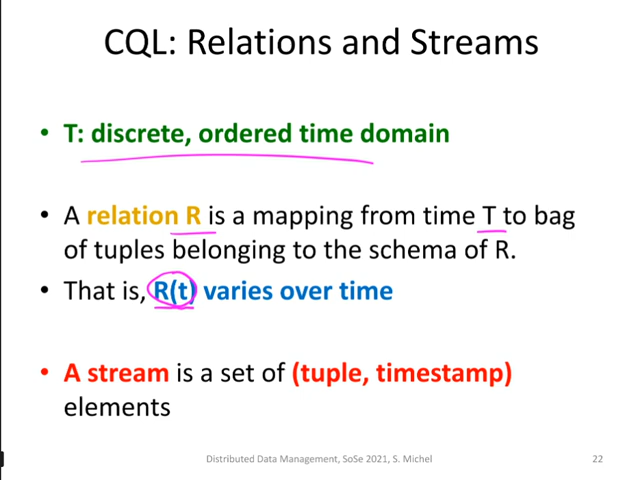 CQL: Relations and Streams
• T: discrete, ordered time domain
• A relation R is a mapping from time T to bag
of tuples belonging to the schema of R.
• That is, R(t) varies over time
• A stream is a set of (tuple, timestamp)
elements
Distributed Data Management, SoSe 2021, S. Michel
22